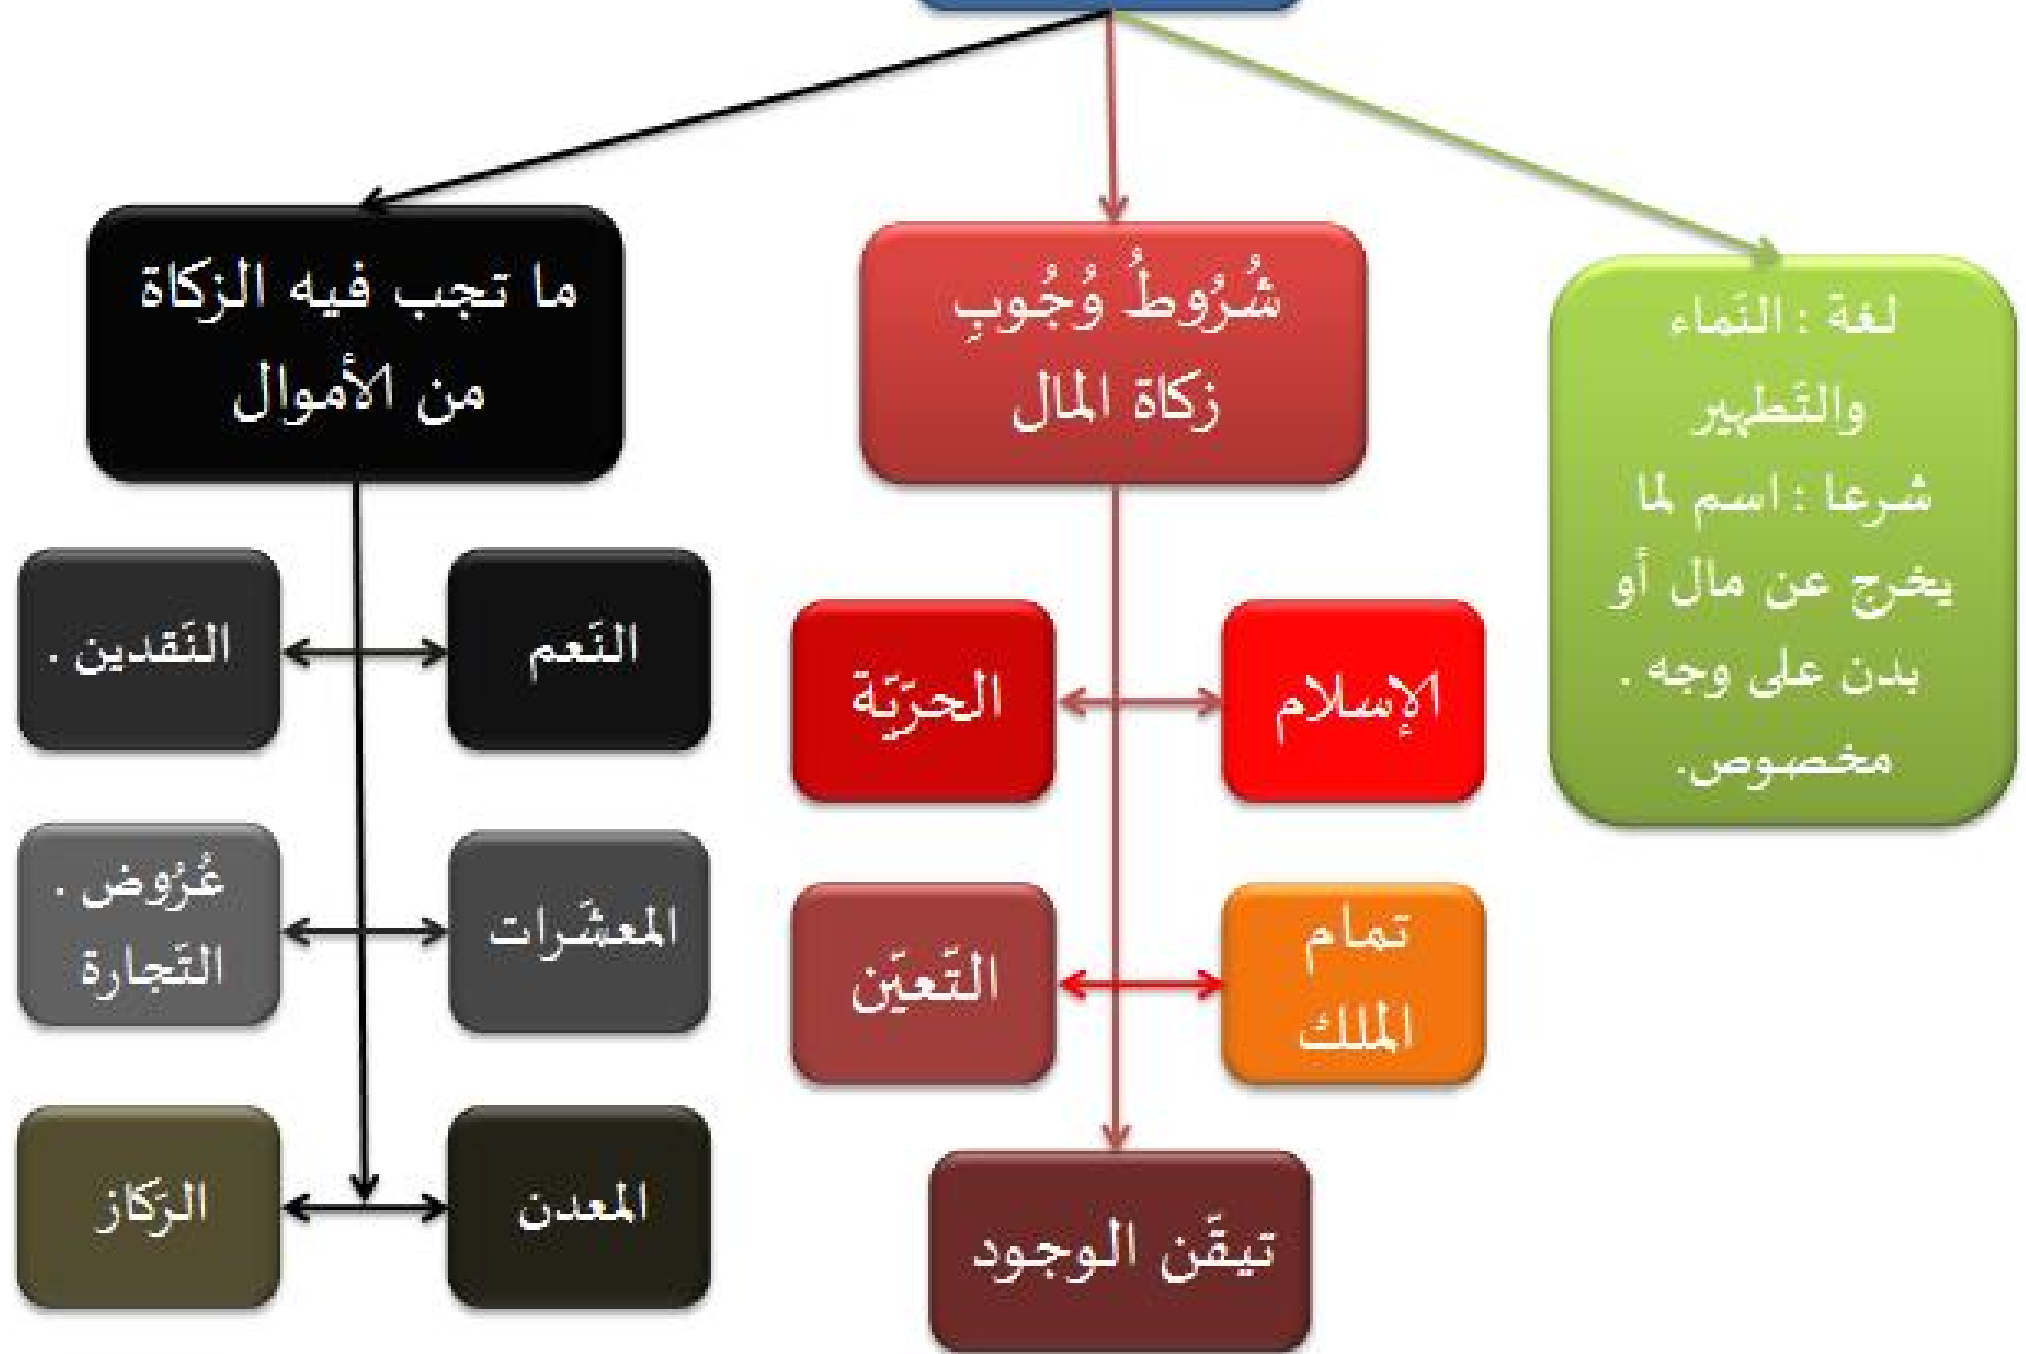 لغة : النَماء
والتَطهير
شرعا : اسم لما
يخرج عن مال أو
بدن على وجه .
مخصوص.
شُرُوطُ وُجُوبِ
زكاة المال
الإسلام
الحرَيَة
تمام
الملك
التَعيَن
تيقّن الوجود
ما تجب فيه الزكاة
من الأموال
النَعم
النَقدين .
المعشَرات
عُرُوض .
التَجارة
المعدن
الرَكاز